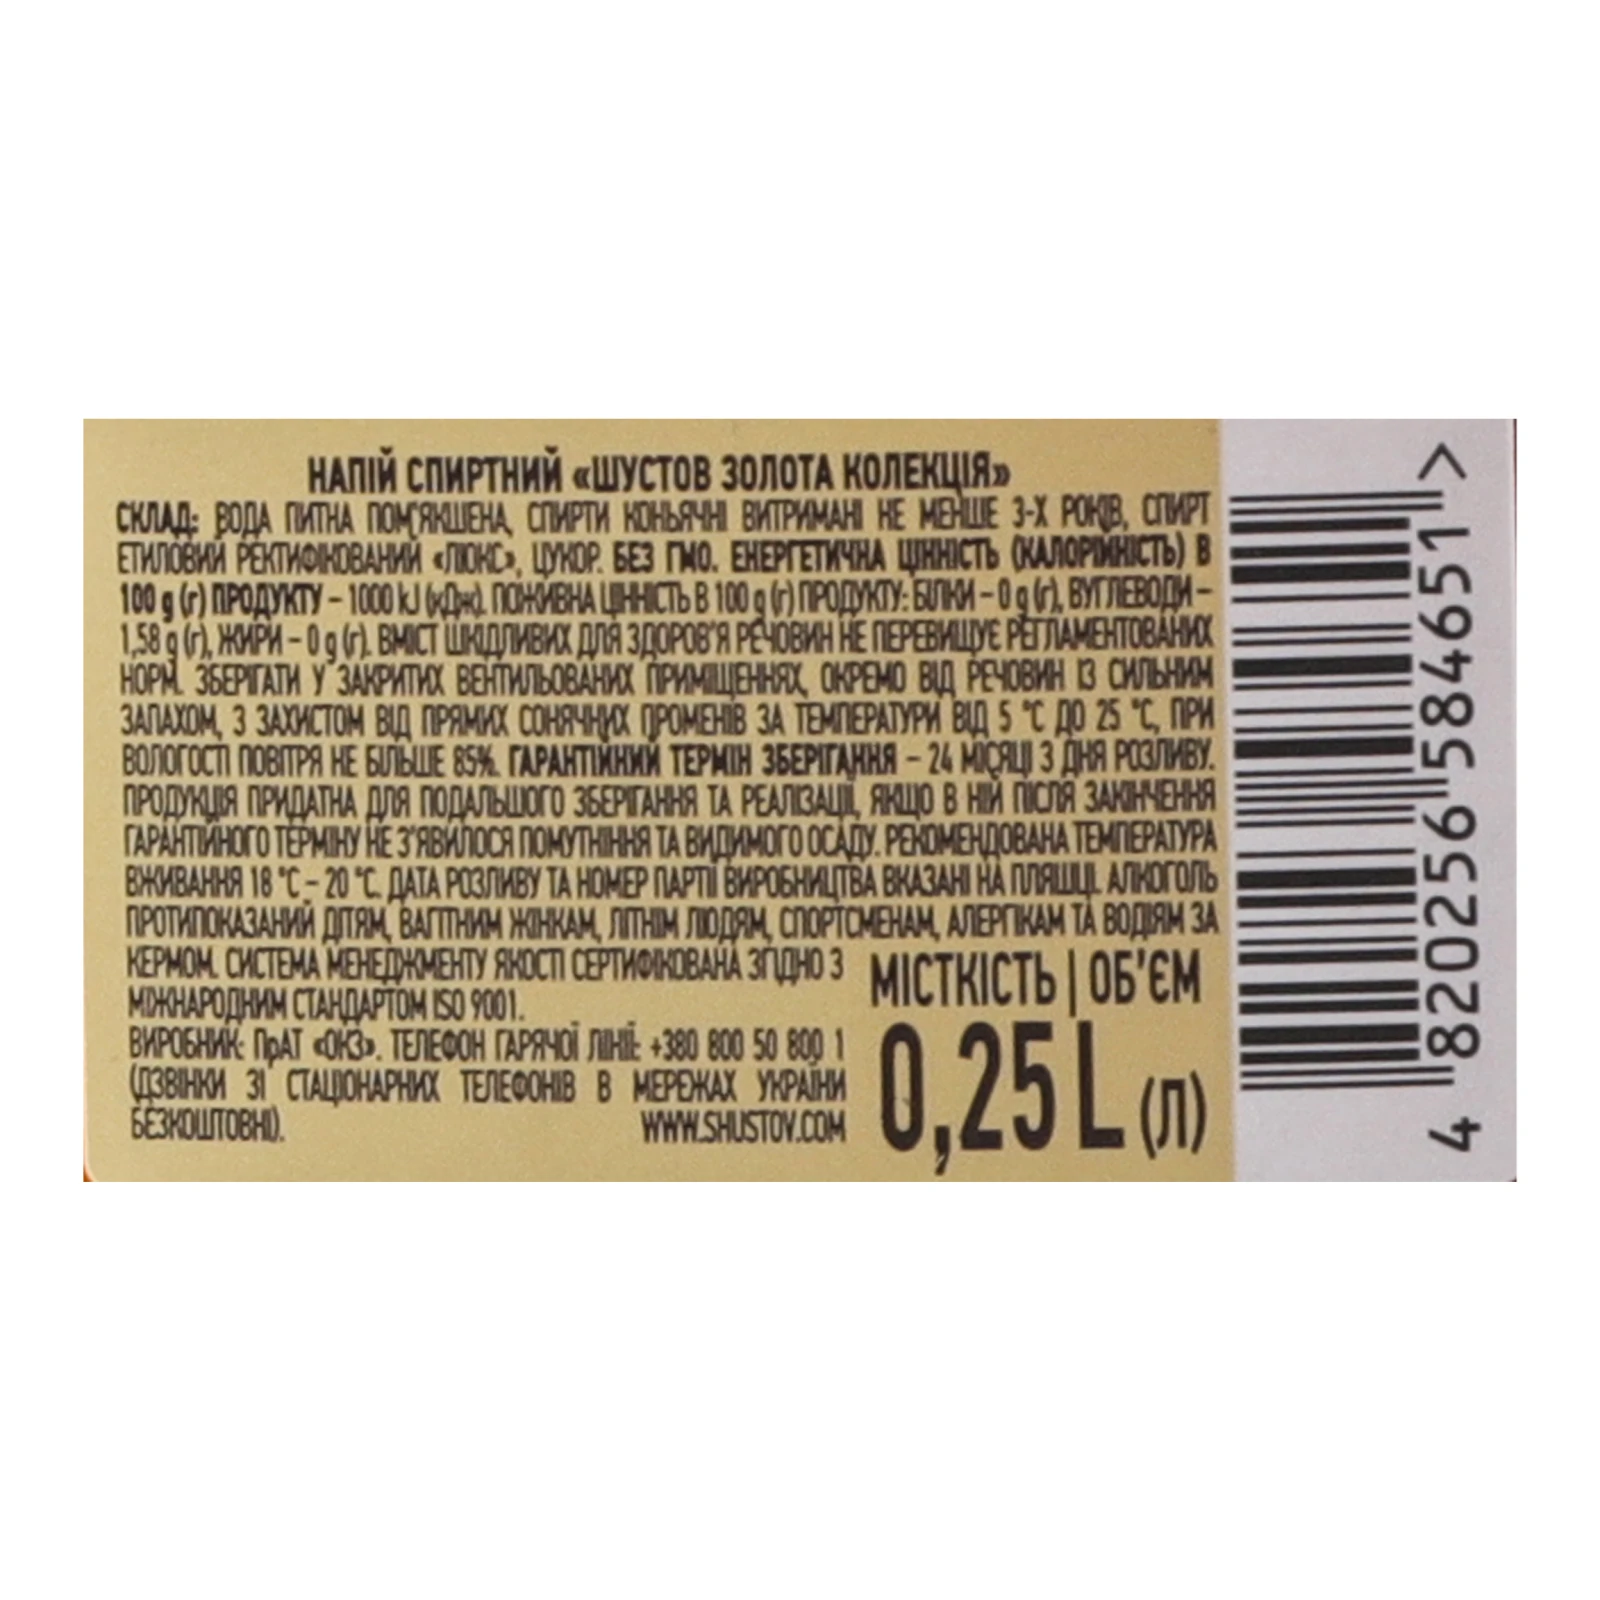 НАПІЙ СПИРТНИЙ «ШУСТОВ ЗОЛОТА КОЛЕКЦІЯ»
СКЛАД: ВОДА ПИТНА ПОМ'ЯКШЕНА, СПИРТИ КОНЬЯЧНІ ВИТРИМАНІ НЕ МЕНШЕ 3-Х РОКІВ, СПИРТ
ЕТИЛОВИЙ РЕКТИФІКОВАНИЙ «ЛЮКС», ЦУКОР. БЕЗ ГМО. ЕНЕРГЕТИЧНА ЦІННІСТЬ (КАЛОРІЙНІСТЬ) В
100 g (г) ПРОДУКТУ – 1000 kJ (кДж). ПОЖИВНА ЦІННІСТЬ В 100 g (г) ПРОДУКТУ: БІЛКИ – 0 g (г), ВУГЛЕВОДИ –
1,58 g (г), ЖИРИ – 0 g (г). ВМІСТ ШКІДЛИВИХ ДЛЯ ЗДОРОВ'Я РЕЧОВИН НЕ ПЕРЕВИЩУЄ РЕГЛАМЕНТОВАНИХ
НОРМ. ЗБЕРІГАТИ У ЗАКРИТИХ ВЕНТИЛЬОВАНИХ ПРИМІЩЕННЯХ, ОКРЕМО ВІД РЕЧОВИН ІЗ СИЛЬНИМ
ЗАПАХОМ, З ЗАХИСТОМ ВІД ПРЯМИХ СОНЯЧНИХ ПРОМЕНІВ ЗА ТЕМПЕРАТУРИ ВІД 5 °С ДО 25 °С, ПРИ
ВОЛОГОСТІ ПОВІТРЯ НЕ БІЛЬШЕ 85%. ГАРАНТІЙНИЙ ТЕРМІН ЗБЕРІГАННЯ – 24 МІСЯЦІ З ДНЯ РОЗЛИВУ.
ПРОДУКЦІЯ ПРИДАТНА ДЛЯ ПОДАЛЬШОГО ЗБЕРІГАННЯ ТА РЕАЛІЗАЦІЇ, ЯКЩО В НІЙ ПІСЛЯ ЗАКІНЧЕННЯ
ГАРАНТІЙНОГО ТЕРМІНУ НЕ З'ЯВИЛОСЯ ПОМУТНІННЯ ТА ВИДИМОГО ОСАДУ. РЕКОМЕНДОВАНА ТЕМПЕРАТУРА
ВЖИВАННЯ 18 °С – 20 °С. ДАТА РОЗЛИВУ ТА НОМЕР ПАРТІЇ ВИРОБНИЦТВА ВКАЗАНІ НА ПЛЯШЦІ. АЛКОГОЛЬ
ПРОТИПОКАЗАНИЙ ДІТЯМ, ВАГІТНИМ ЖІНКАМ, ЛІТНІМ ЛЮДЯМ, СПОРТСМЕНАМ, АЛЕРГІКАМ ТА ВОДІЯМ ЗА
КЕРМОМ. СИСТЕМА МЕНЕДЖМЕНТУ ЯКОСТІ СЕРТИФІКОВАНА ЗГІДНО З
МІЖНАРОДНИМ СТАНДАРТОМ ISO 9001.
ВИРОБНИК: ПрАТ «ОКЗ». ТЕЛЕФОН ГАРЯЧОЇ ЛІНІЇ: +380 800 50 800 1
(ДЗВІНКИ ЗІ СТАЦІОНАРНИХ ТЕЛЕФОНІВ В МЕРЕЖАХ УКРАЇНИ
БЕЗКОШТОВНІ). WWW.SHUSTOV.COM
МІСТКІСТЬ | ОБ'ЄМ
0,25 L (л)
4 820256 584651 >